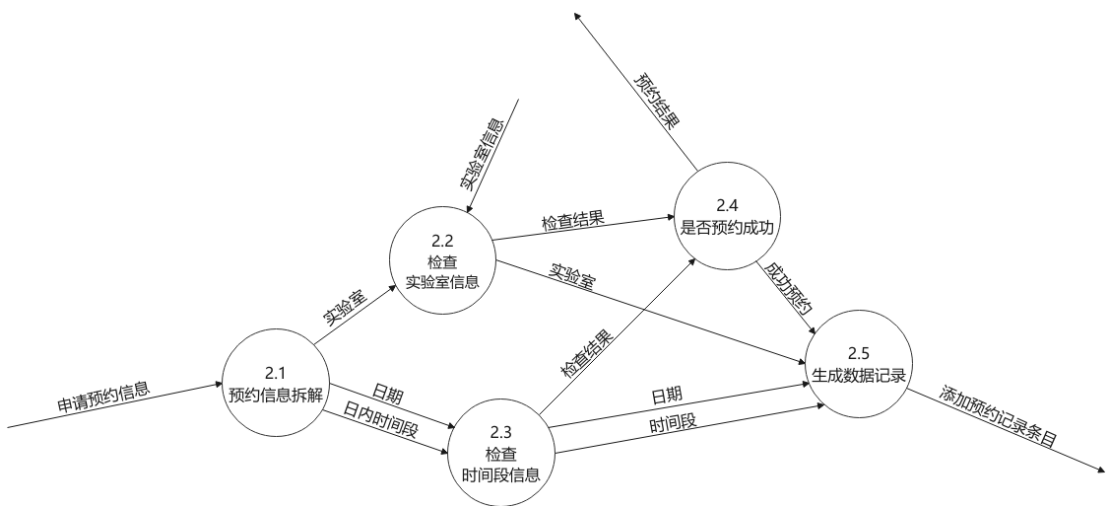 预约结果
实验室信息
2.4
是否预约成功
检查结果
2.2
检查
实验室信息
实验室
成功预约
实验室
检查结果
2.5
生成数据记录
2.1
预约信息拆解
申请预约信息
日期
日内时间段
日期
时间段
添加预约记录条目
2.3
检查
时间段信息